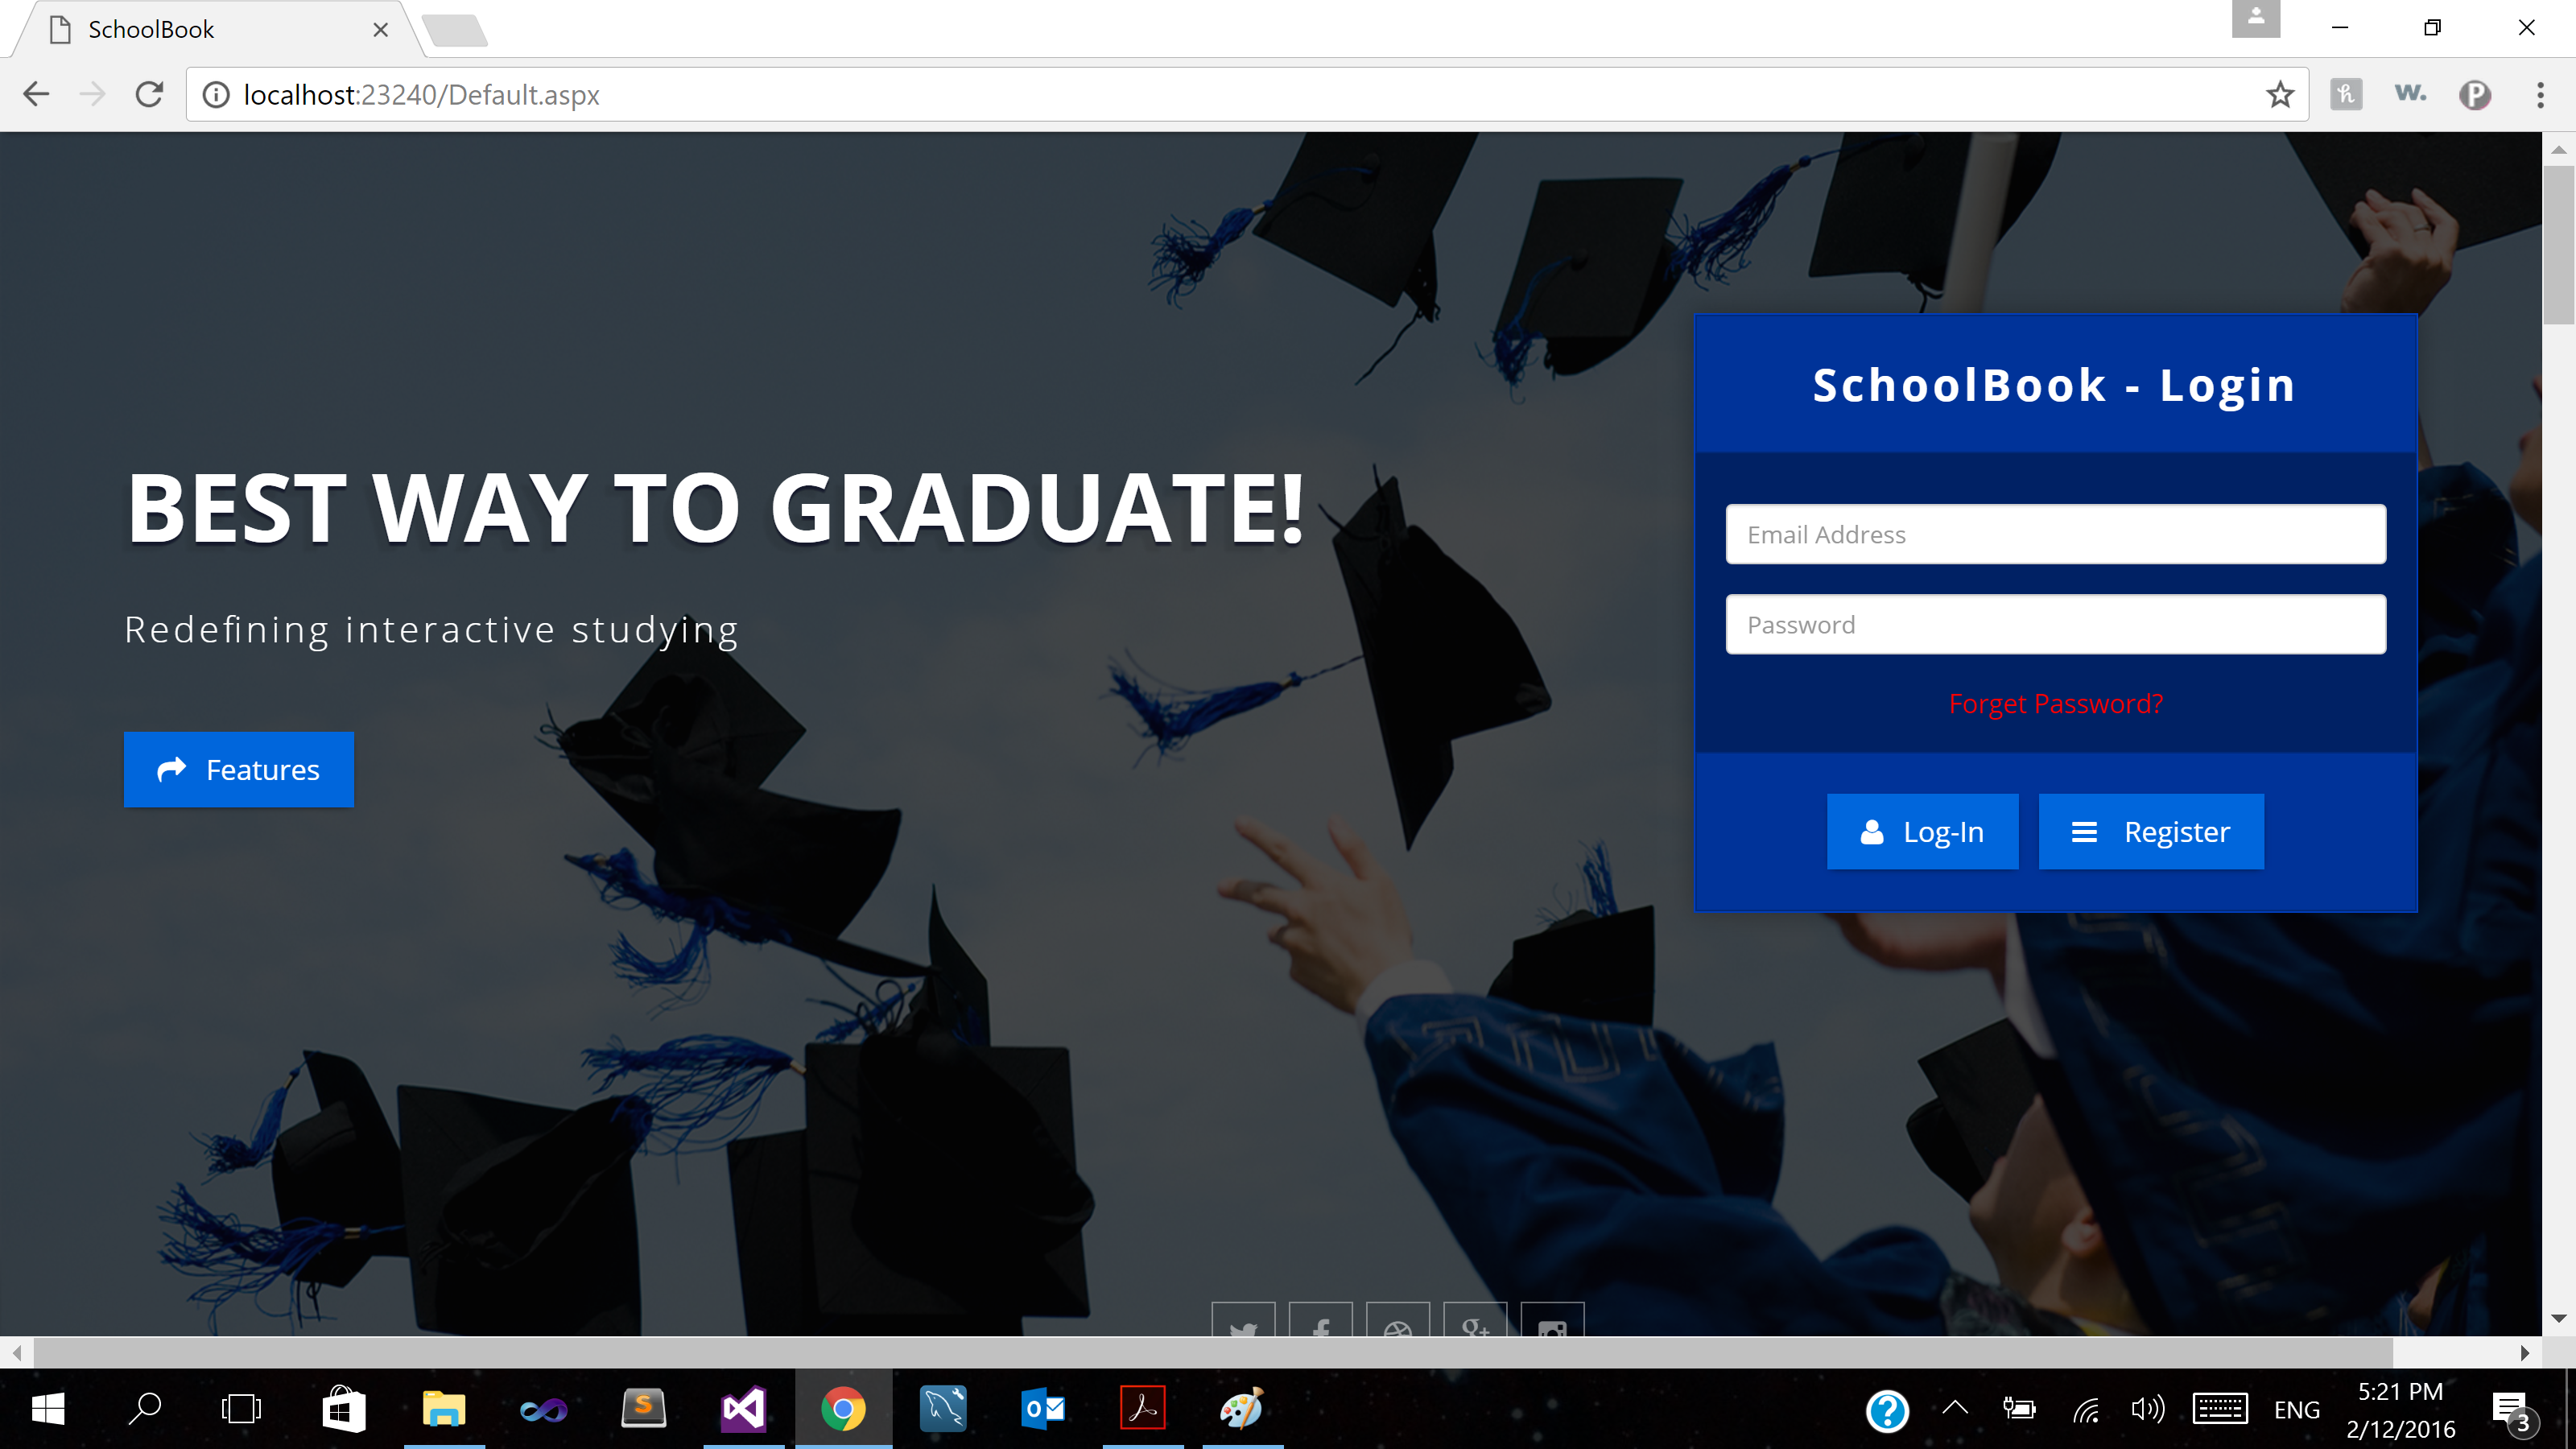 SchoolBook
localhost:23240/Default.aspx
BEST WAY TO GRADUATE!
Redefining interactive studying
Features
SchoolBook - Login
Email Address
Password
Forget Password?
Log-In
Register
ENG
5:21 PM
2/12/2016
3